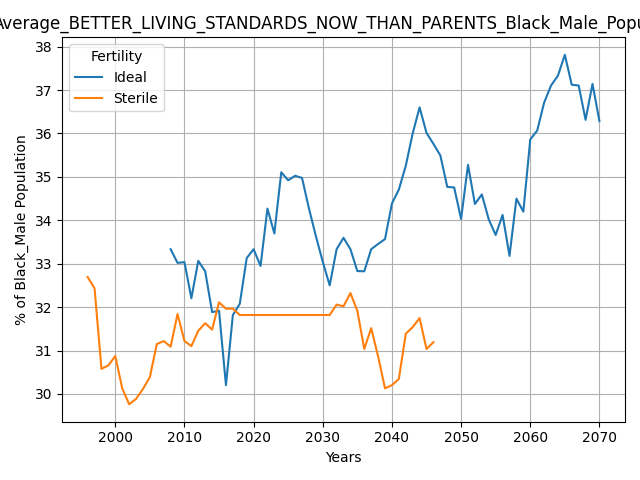 Average_BETTER_LIVING_STANDARDS_NOW_THAN_PARENTS_Black_Male_Popu
Fertility
Ideal
Sterile
% of Black_Male Population
38
37
36
35
34
33
32
31
30
2000
2010
2020
2030
2040
2050
2060
2070
Years